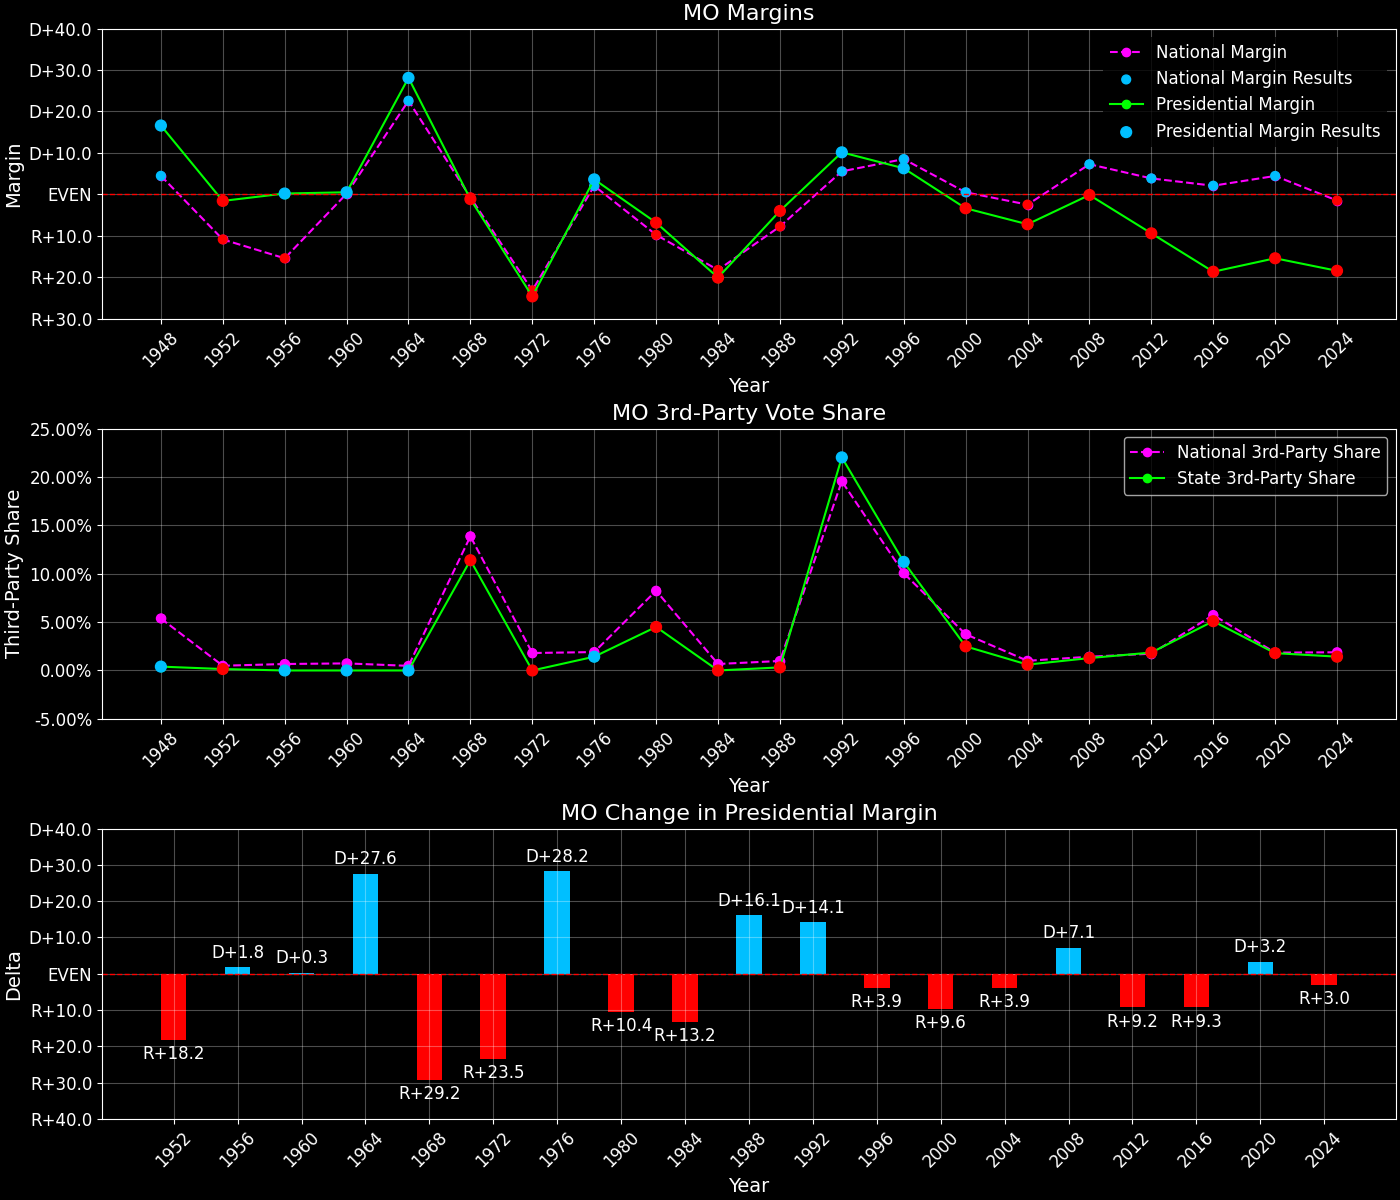 MO Margins
D+40.0
D+30.0
D+20.0
D+10.0
EVEN
R+10.0
R+20.0
R+30.0
Margin
National Margin
National Margin Results
Presidential Margin
Presidential Margin Results
1948 1952 1956 1960 1964 1968 1972 1976 1980 1984 1988 1992 1996 2000 2004 2008 2012 2016 2020 2024
Year
MO 3rd-Party Vote Share
25.00%
20.00%
15.00%
10.00%
5.00%
0.00%
-5.00%
Third-Party Share
National 3rd-Party Share
State 3rd-Party Share
1948 1952 1956 1960 1964 1968 1972 1976 1980 1984 1988 1992 1996 2000 2004 2008 2012 2016 2020 2024
Year
MO Change in Presidential Margin
D+40.0
D+30.0
D+20.0
D+10.0
EVEN
R+10.0
R+20.0
R+30.0
R+40.0
Delta
R+18.2
D+1.8
D+0.3
D+27.6
R+29.2
R+23.5
D+28.2
R+10.4
R+13.2
D+16.1
D+14.1
R+3.9
R+9.6
R+3.9
D+7.1
R+9.2
R+9.3
D+3.2
R+3.0
1952 1956 1960 1964 1968 1972 1976 1980 1984 1988 1992 1996 2000 2004 2008 2012 2016 2020 2024
Year